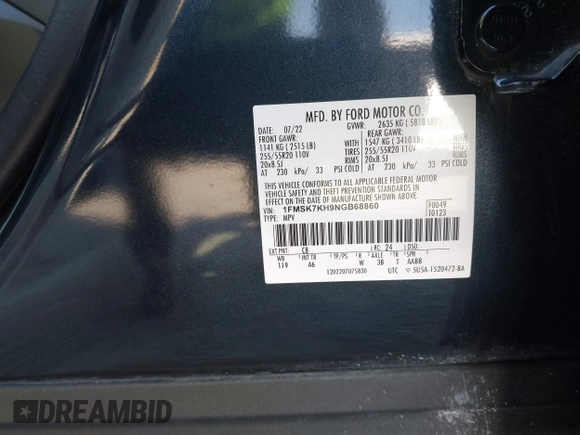 MFD. BY FORD MOTOR CO.
DATE: 07/22 GVWR: 2635 KG (5810 LB)
FRONT GAWR: REAR GAWR:
1141 KG (2515 LB) 1547 KG (3410 LB)
255/55R20 110V TIRES 255/55R20 110V
20x8.5J RIMS 20x8.5J
AT 230 kPa/ 33 PSI COLD AT 230 kPa/ 33 PSI COLD
THIS VEHICLE CONFORMS TO ALL APPLICABLE FEDERAL MOTOR
VEHICLE SAFETY AND THEFT PREVENTION STANDARDS IN
EFFECT ON THE DATE OF MANUFACTURE SHOWN ABOVE.
VIN: 1FMSK7KH9NGB68860 F0049
TYPE: MPV T0123
EXT PNT: C8 RC: 24 DSO:
WB INT TR TP/PS R AXLE TR SPR
119 A6 W 3B T AABB
1202207075830 UTC 5U5A-1520472-BA
DREAMBID